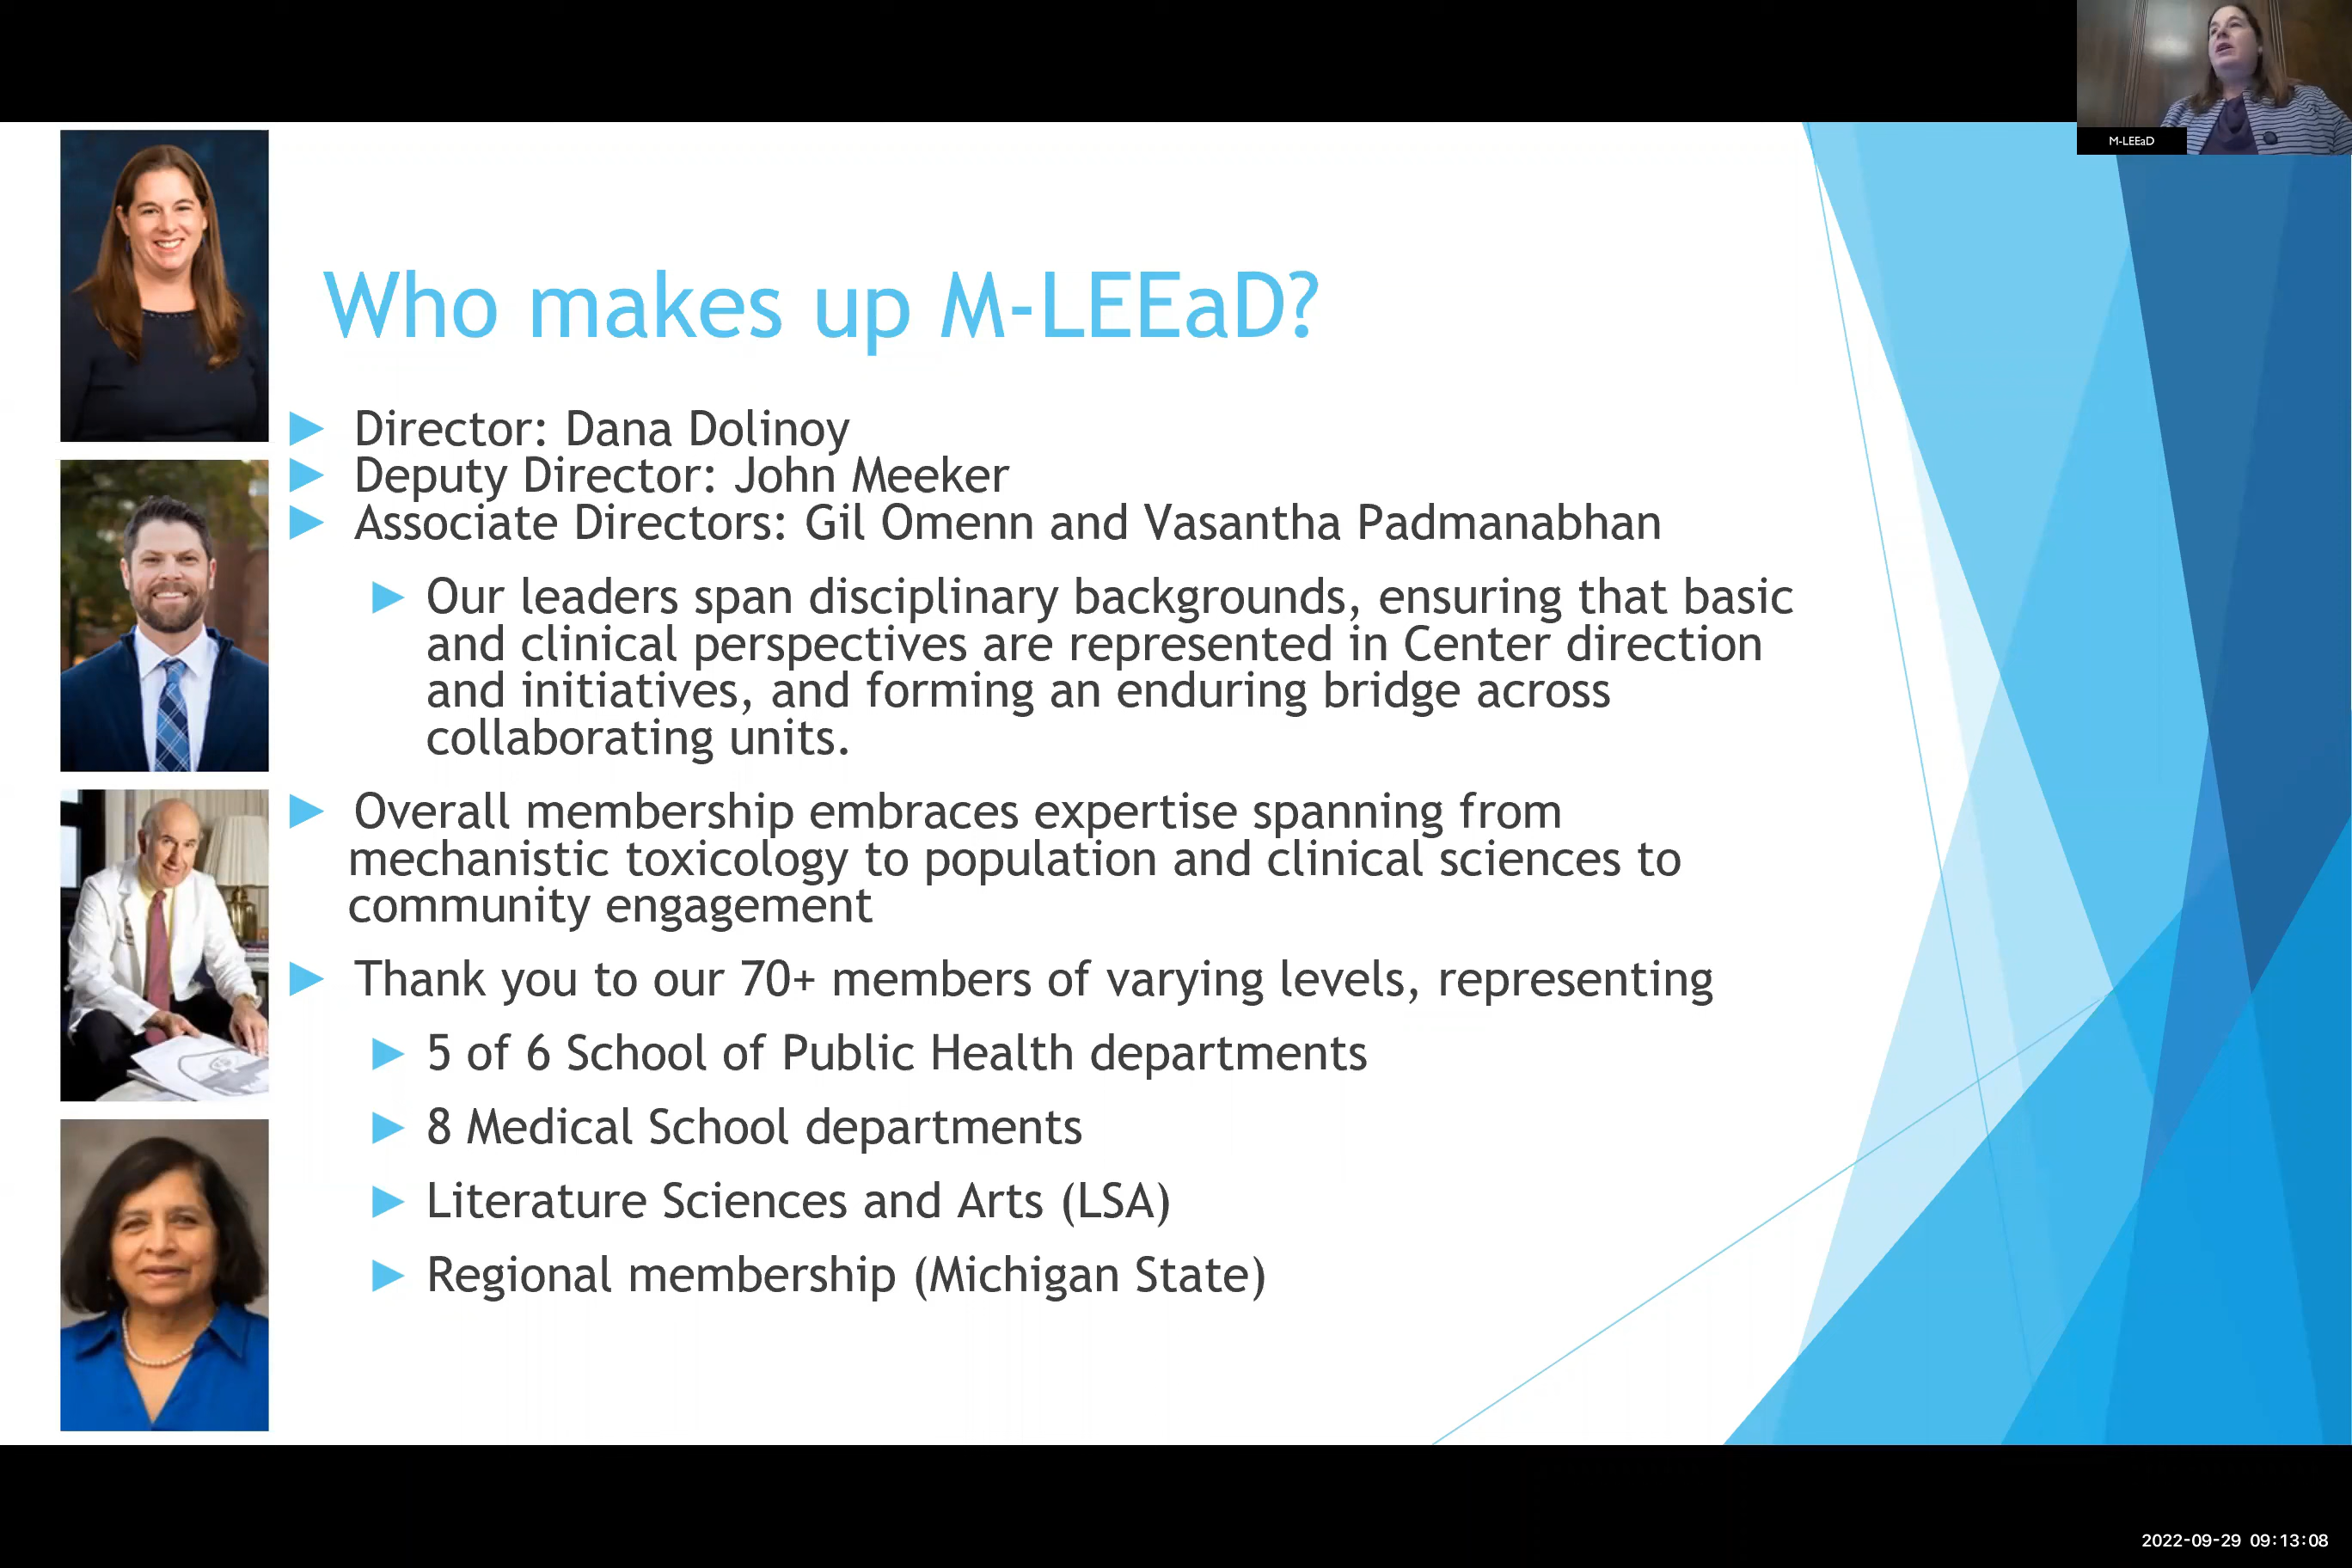 M-LEEaD
Who makes up M-LEEaD?
Director: Dana Dolinoy
Deputy Director: John Meeker
Associate Directors: Gil Omenn and Vasantha Padmanabhan
Our leaders span disciplinary backgrounds, ensuring that basic
and clinical perspectives are represented in Center direction
and initiatives, and forming an enduring bridge across
collaborating units.
Overall membership embraces expertise spanning from
mechanistic toxicology to population and clinical sciences to
community engagement
Thank you to our 70+ members of varying levels, representing
5 of 6 School of Public Health departments
8 Medical School departments
Literature Sciences and Arts (LSA)
Regional membership (Michigan State)
2022-09-29 09:13:08